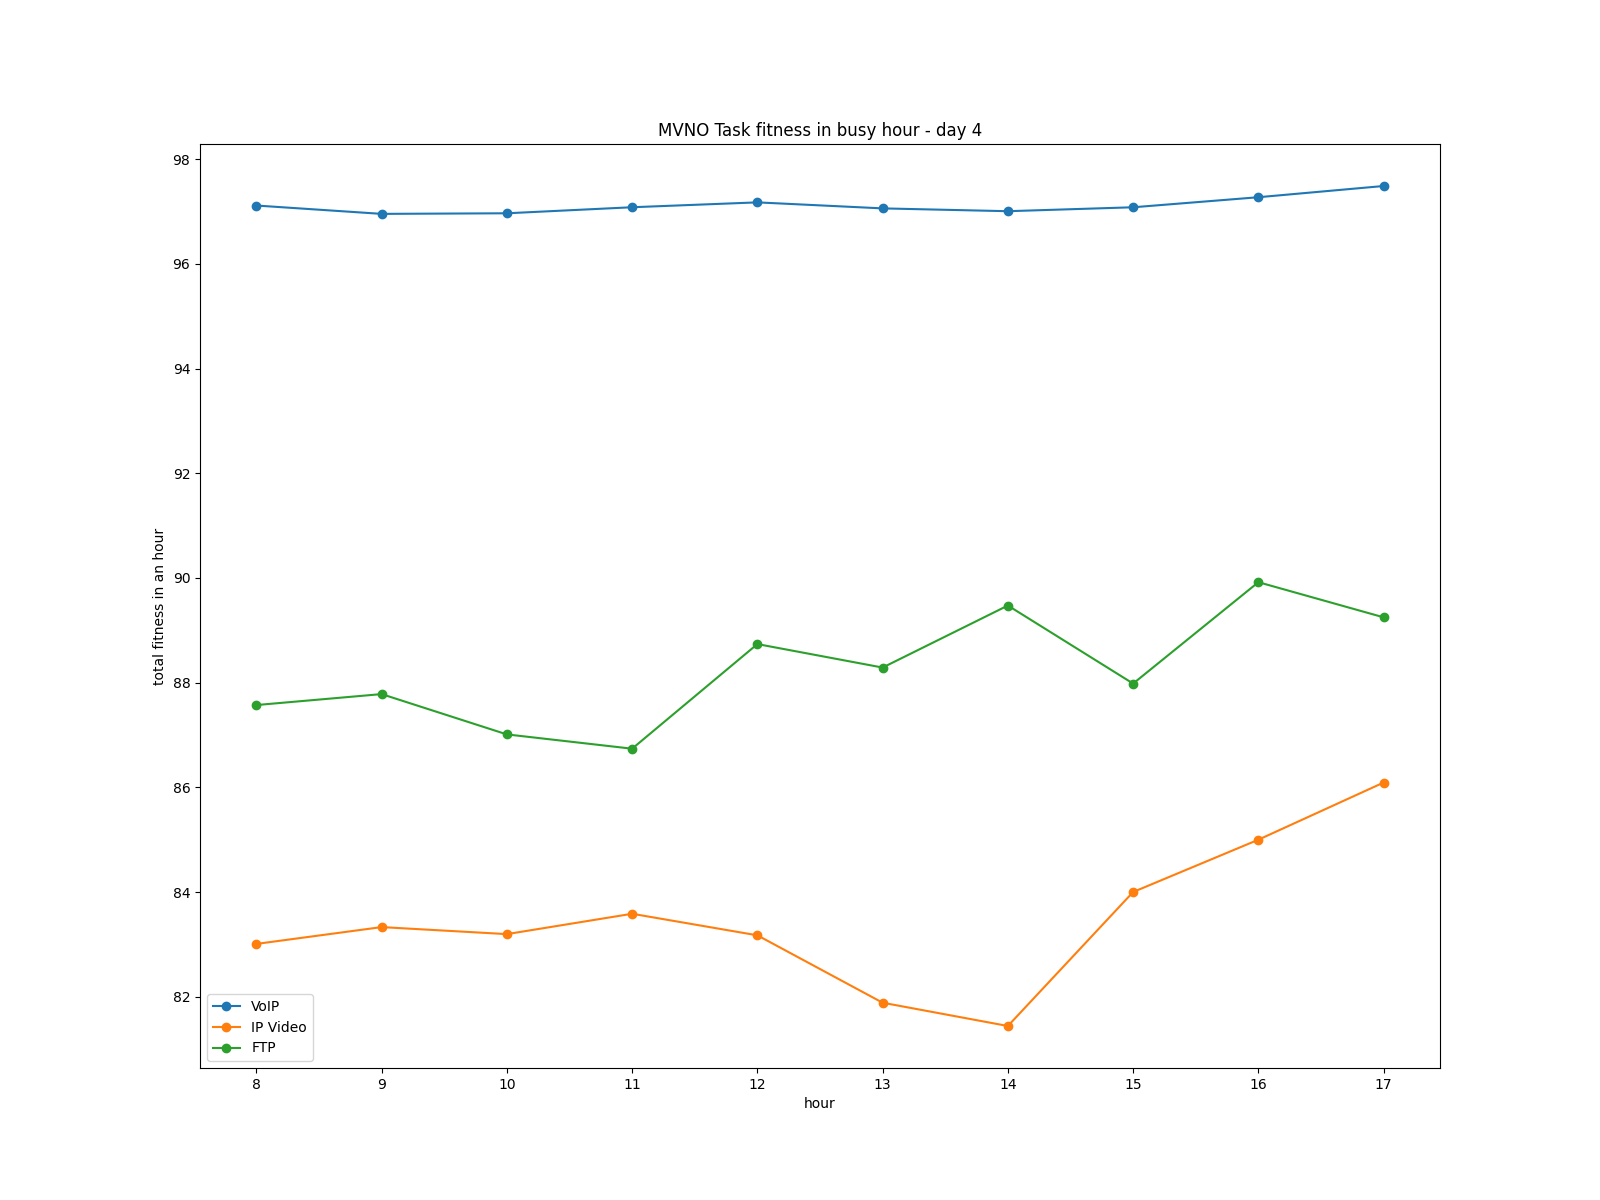 MVNO Task fitness in busy hour - day 4
98
96
94
92
90
88
86
84
82
total fitness in an hour
VoIP
IP Video
FTP
8 9 10 11 12 13 14 15 16 17
hour